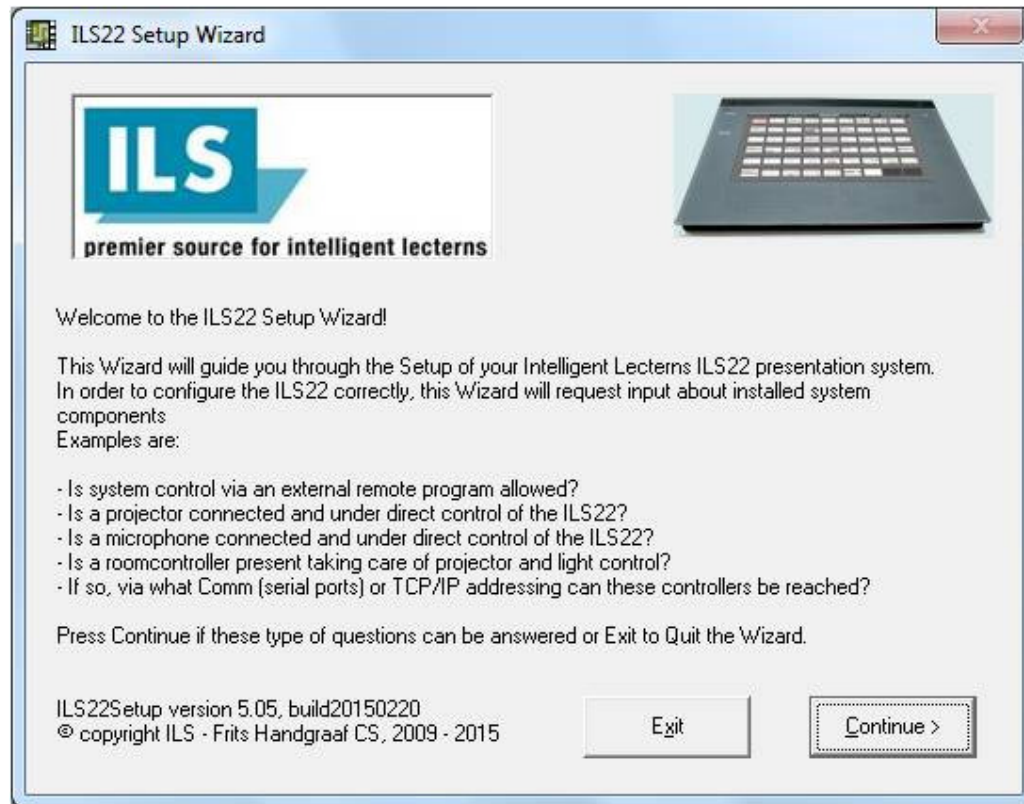 ILS22 Setup Wizard
ILS
premier source for intelligent lecterns
Welcome to the ILS22 Setup Wizard!
This Wizard will guide you through the Setup of your Intelligent Lecterns ILS22 presentation system.
In order to configure the ILS22 correctly, this Wizard will request input about installed system
components
Examples are:
- Is system control via an external remote program allowed?
- Is a projector connected and under direct control of the ILS22?
- Is a microphone connected and under direct control of the ILS22?
- Is a roomcontroller present taking care of projector and light control?
- If so, via what Comm (serial ports) or TCP/IP addressing can these controllers be reached?
Press Continue if these type of questions can be answered or Exit to Quit the Wizard.
ILS22Setup version 5.05, build20150220
© copyright ILS - Frits Handgraaf CS, 2009 - 2015
Exit
Continue >